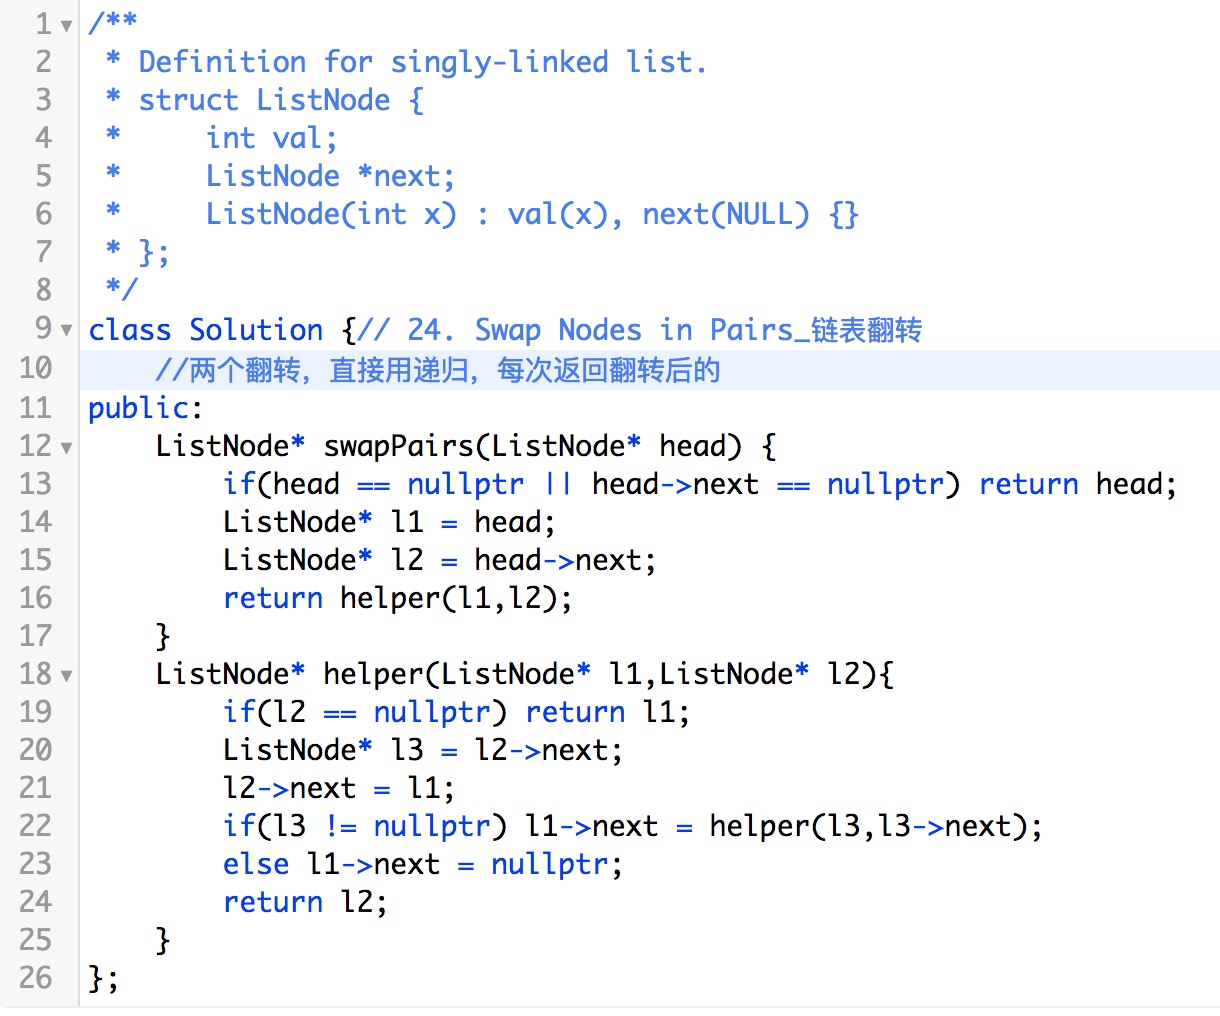 1 /**
2  * Definition for singly-linked list.
3  * struct ListNode {
4  *     int val;
5  *     ListNode *next;
6  *     ListNode(int x) : val(x), next(NULL) {}
7  * };
8  */
9 class Solution {// 24. Swap Nodes in Pairs_链表翻转
10     //两个翻转，直接用递归，每次返回翻转后的
11 public:
12     ListNode* swapPairs(ListNode* head) {
13         if(head == nullptr || head->next == nullptr) return head;
14         ListNode* l1 = head;
15         ListNode* l2 = head->next;
16         return helper(l1,l2);
17     }
18     ListNode* helper(ListNode* l1,ListNode* l2){
19         if(l2 == nullptr) return l1;
20         ListNode* l3 = l2->next;
21         l2->next = l1;
22         if(l3 != nullptr) l1->next = helper(l3,l3->next);
23         else l1->next = nullptr;
24         return l2;
25     }
26 };